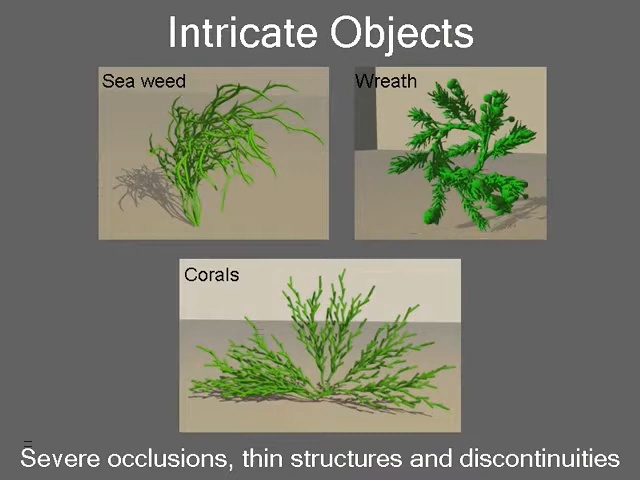 Intricate Objects
Sea weed
Wreath
Corals
Severe occlusions, thin structures and discontinuities